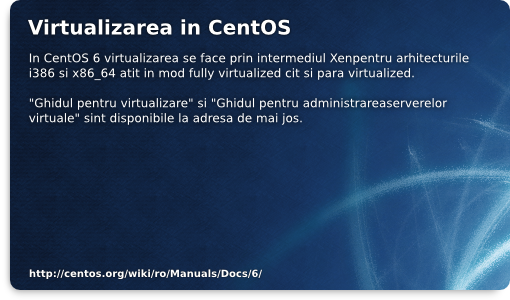 Virtualizarea in CentOS
In CentOS 6 virtualizarea se face prin intermediul Xenpentru arhitecturile
i386 si x86_64 atit in mod fully virtualized cit si para virtualized.
"Ghidul pentru virtualizare" si "Ghidul pentru administrareaserverelor
virtuale" sint disponibile la adresa de mai jos.
http://centos.org/wiki/ro/Manuals/Docs/6/